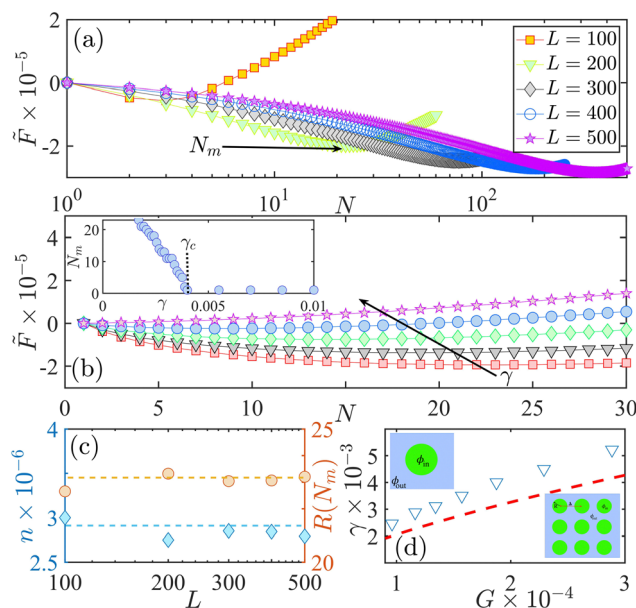 (a)
F̃ × 10⁻⁵
2
0
-2
N_m
L = 100
L = 200
L = 300
L = 400
L = 500
10⁰
10¹
10²
N
(b)
F̃ × 10⁻⁵
4
2
0
-2
0
5
10
15
20
25
30
N
γ
N_m
20
10
0
γ_c
0
0.005
0.01
γ
(c)
n × 10⁻⁶
4
3
2.5
R(N_m)
25
20
100
200
300
400
500
L
(d)
γ × 10⁻³
5
4
3
2
ϕ_in
ϕ_out
1
2
3
G × 10⁻⁴